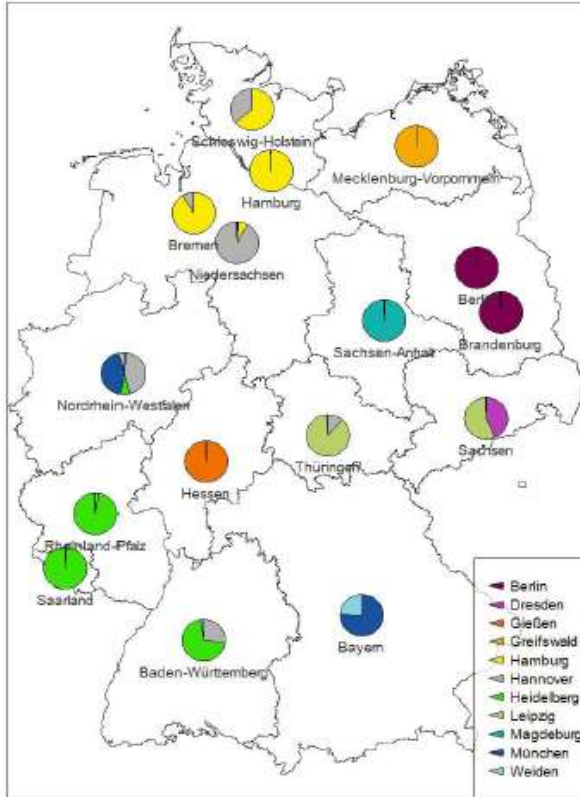 Schleswig-Holstein
Mecklenburg-Vorpommern
Hamburg
Bremen
Niedersachsen
Berlin
Brandenburg
Sachsen-Anhalt
Nordrhein-Westfalen
Sachsen
Thüringen
Hessen
Rheinland-Pfalz
Saarland
Baden-Württemberg
Bayern
Berlin
Dresden
Gießen
Greifswald
Hamburg
Hannover
Heidelberg
Leipzig
Magdeburg
München
Weiden